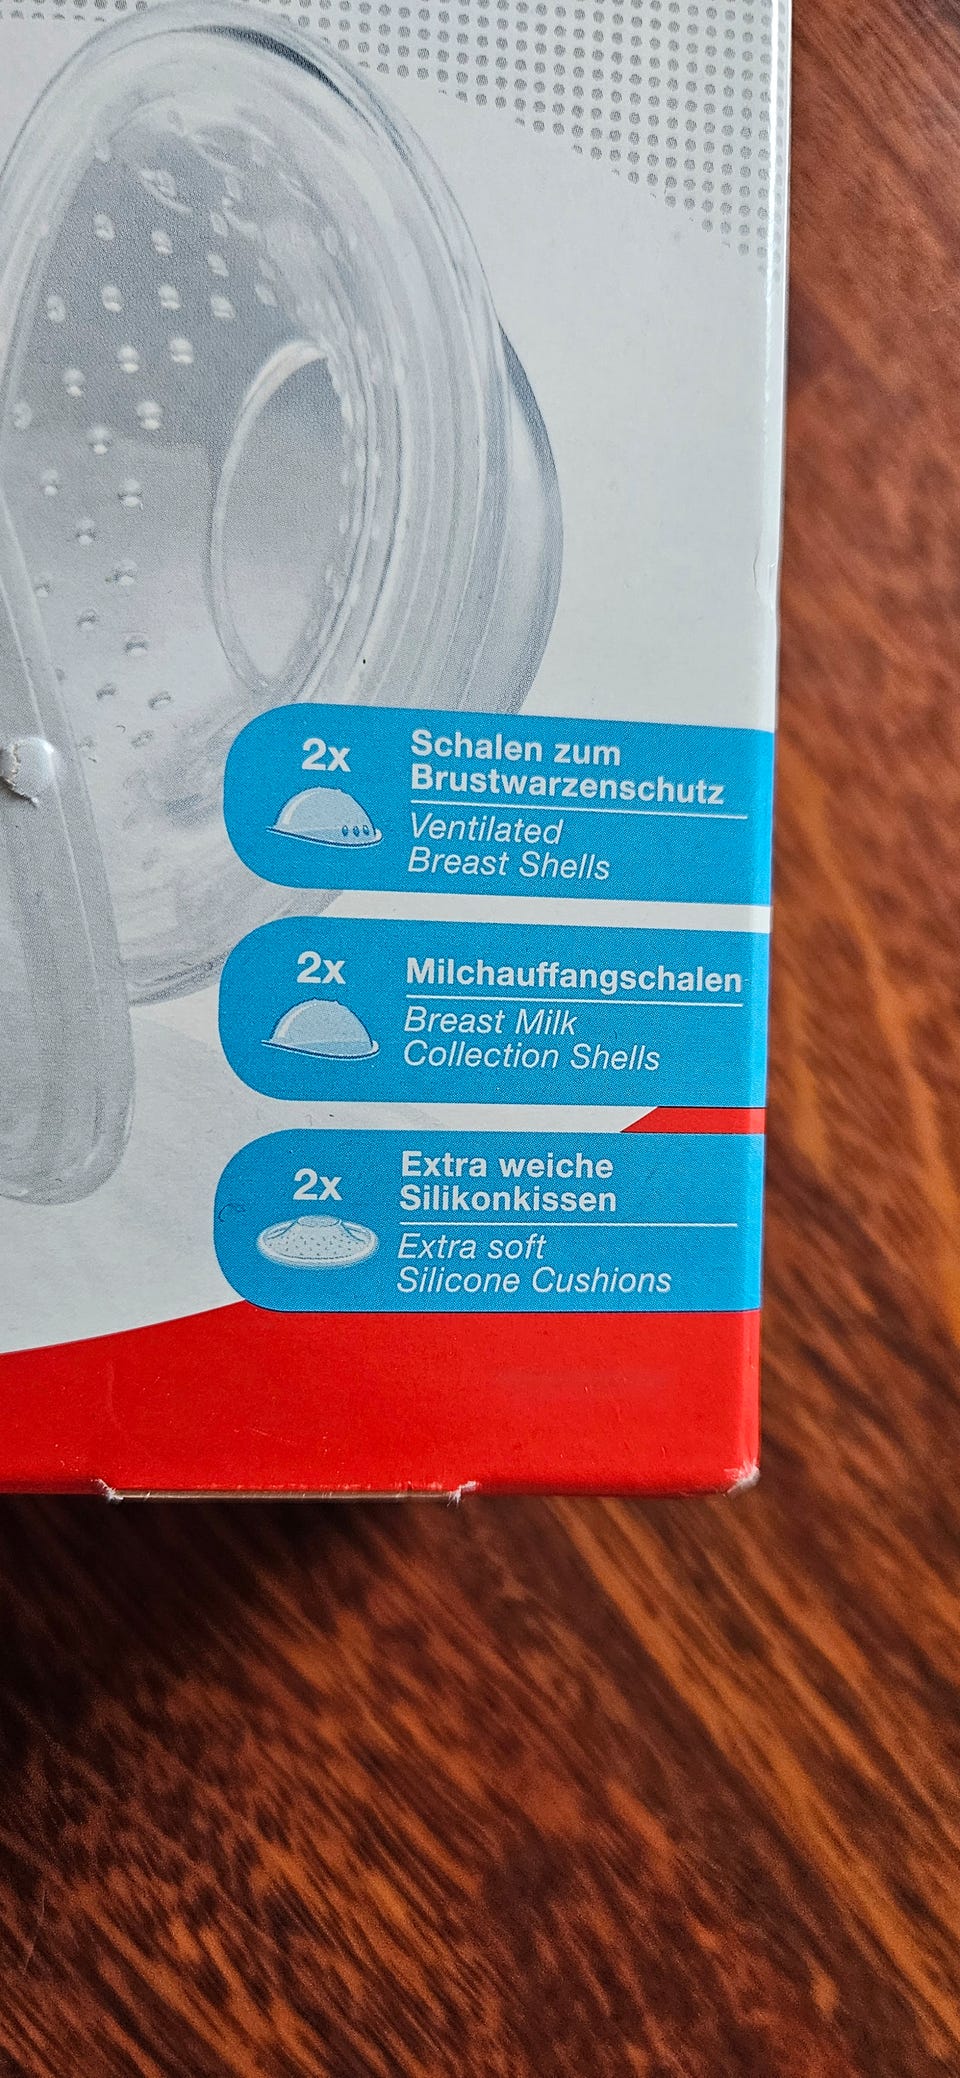 2x
Schalen zum
Brustwarzenschutz
Ventilated
Breast Shells
2x
Milchauffangschalen
Breast Milk
Collection Shells
2x
Extra weiche
Silikonkissen
Extra soft
Silicone Cushions